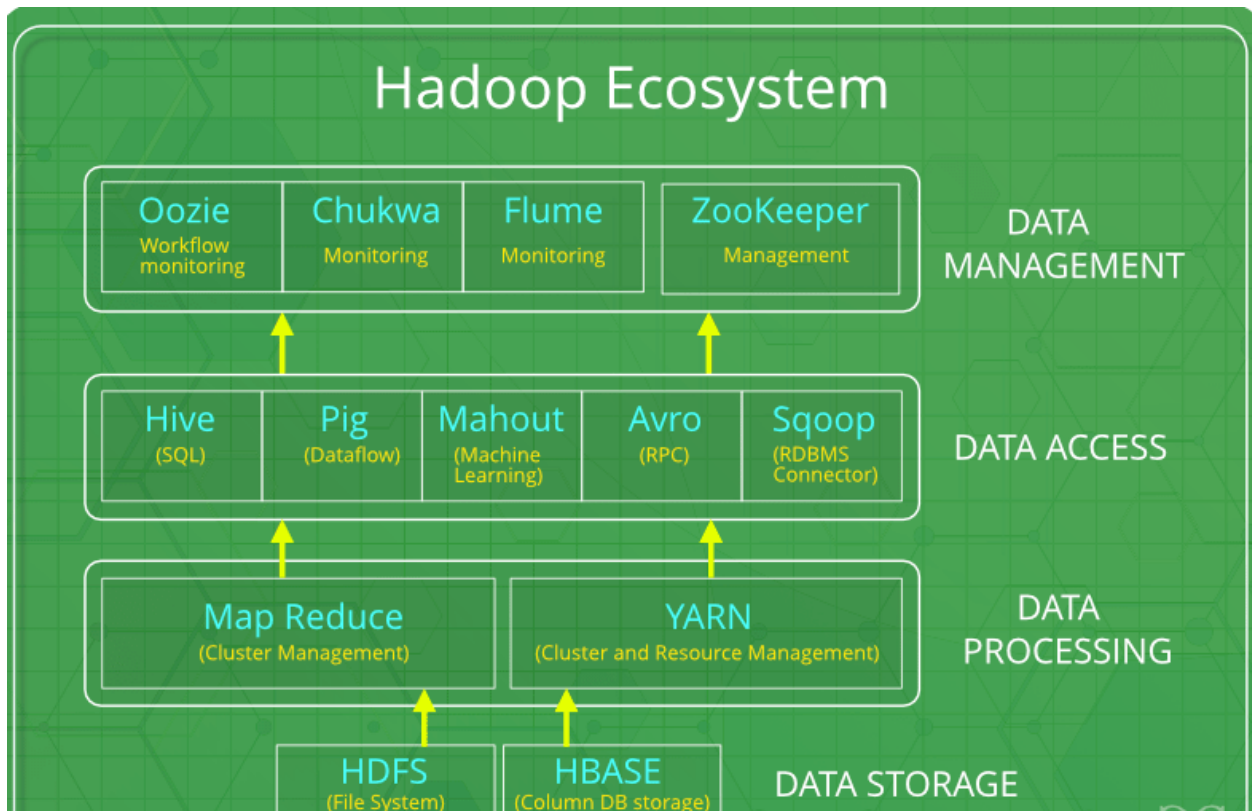 Hadoop Ecosystem
Oozie
Workflow
monitoring
Chukwa
Monitoring
Flume
Monitoring
ZooKeeper
Management
DATA
MANAGEMENT
Hive
(SQL)
Pig
(Dataflow)
Mahout
(Machine
Learning)
Avro
(RPC)
Sqoop
(RDBMS
Connector)
DATA ACCESS
Map Reduce
(Cluster Management)
YARN
(Cluster and Resource Management)
DATA
PROCESSING
HDFS
(File System)
HBASE
(Column DB storage)
DATA STORAGE